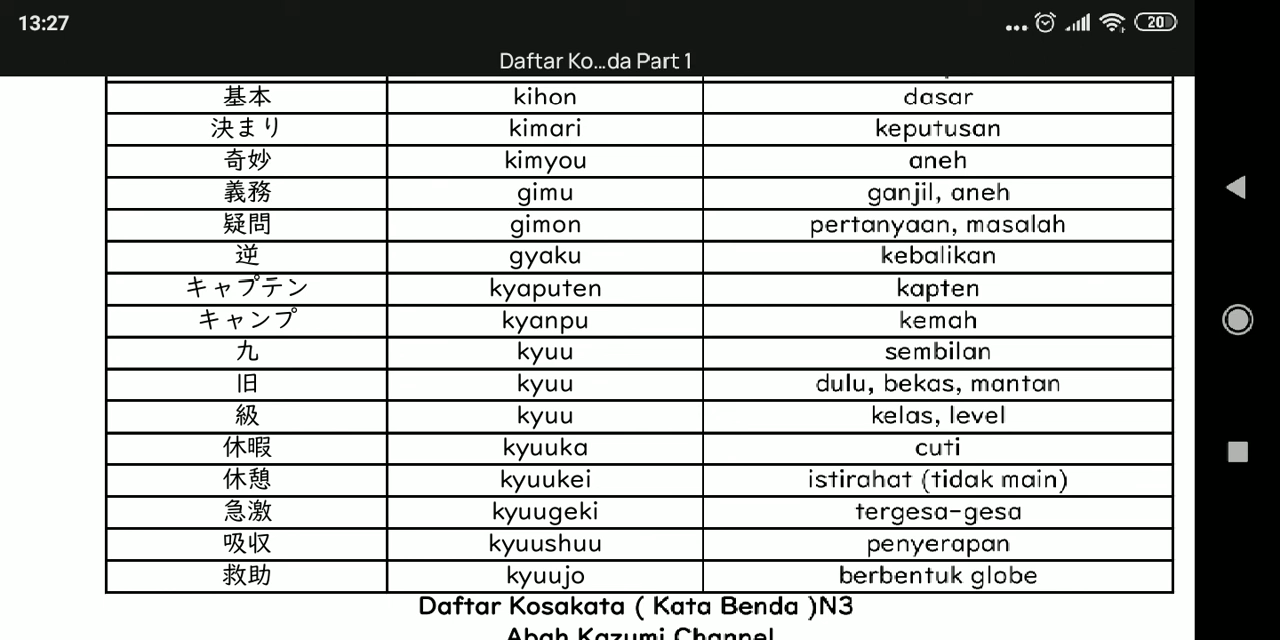 13:27
20
Daftar Ko...da Part 1
基本 kihon dasar
決まり kimari keputusan
奇妙 kimyou aneh
義務 gimu ganjil, aneh
疑問 gimon pertanyaan, masalah
逆 gyaku kebalikan
キャプテン kyaputen kapten
キャンプ kyanpu kemah
九 kyuu sembilan
旧 kyuu dulu, bekas, mantan
級 kyuu kelas, level
休暇 kyuuka cuti
休憩 kyuukei istirahat (tidak main)
急激 kyuugeki tergesa-gesa
吸収 kyuushuu penyerapan
救助 kyuujo berbentuk globe
Daftar Kosakata ( Kata Benda )N3
Abah Kazumi Channel